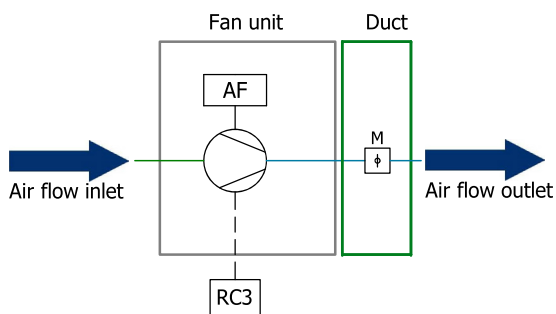 Fan unit
Duct
AF
M
ϕ
Air flow inlet
Air flow outlet
RC3